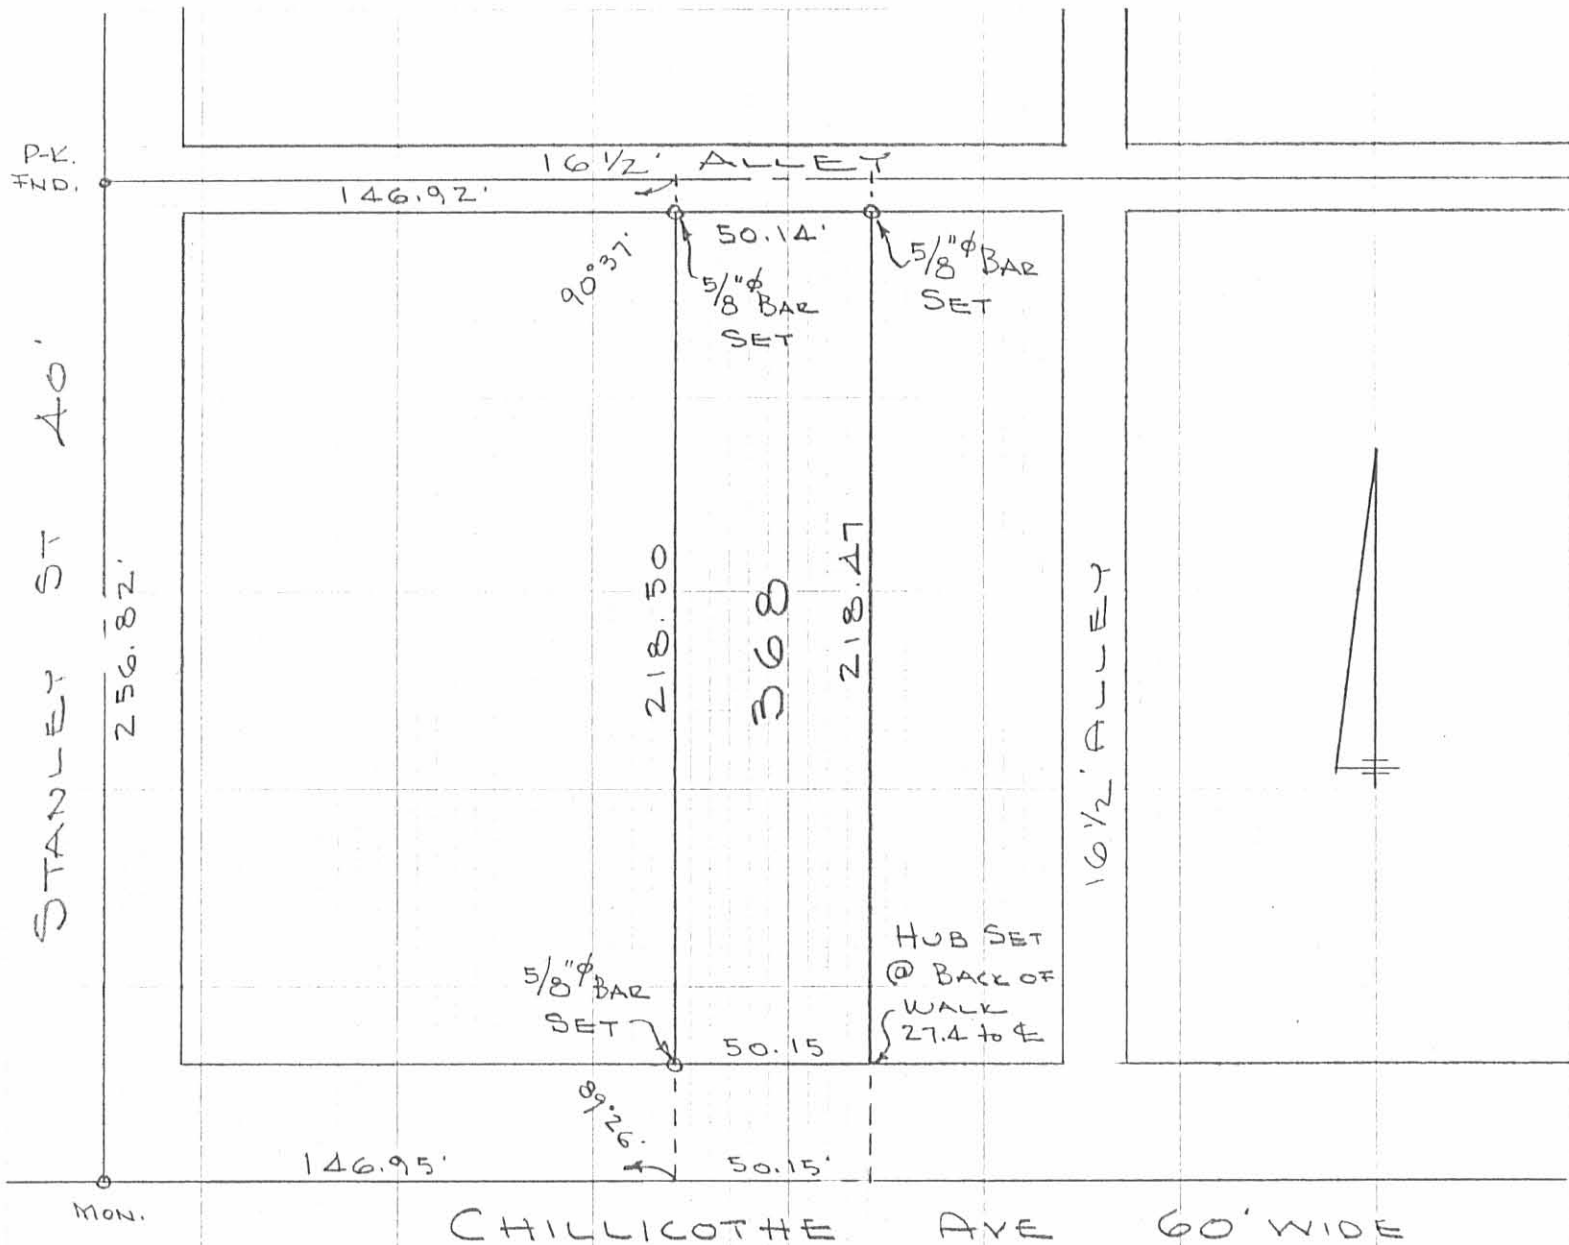 16 1/2' ALLEY
P-K.
FND.
146.92'
50.14'
90°37'
5/8"ϕ BAR
SET
5/8"ϕ BAR
SET
STANLEY ST 40'
256.82'
218.50
368
218.47
16 1/2' ALLEY
HUB SET
@ BACK OF
WALK
27.4 to ℄
5/8"ϕ BAR
SET
50.15
89°26'
146.95'
50.15'
MON.
CHILLICOTHE AVE 60' WIDE